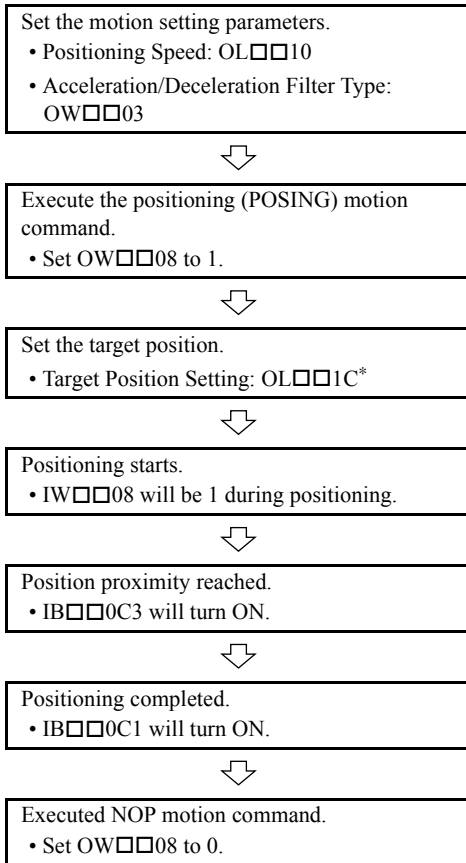 Set the motion setting parameters.
• Positioning Speed: OL□□10
• Acceleration/Deceleration Filter Type:
OW□□03
Execute the positioning (POSING) motion
command.
• Set OW□□08 to 1.
Set the target position.
• Target Position Setting: OL□□1C*
Positioning starts.
• IW□□08 will be 1 during positioning.
Position proximity reached.
• IB□□0C3 will turn ON.
Positioning completed.
• IB□□0C1 will turn ON.
Executed NOP motion command.
• Set OW□□08 to 0.